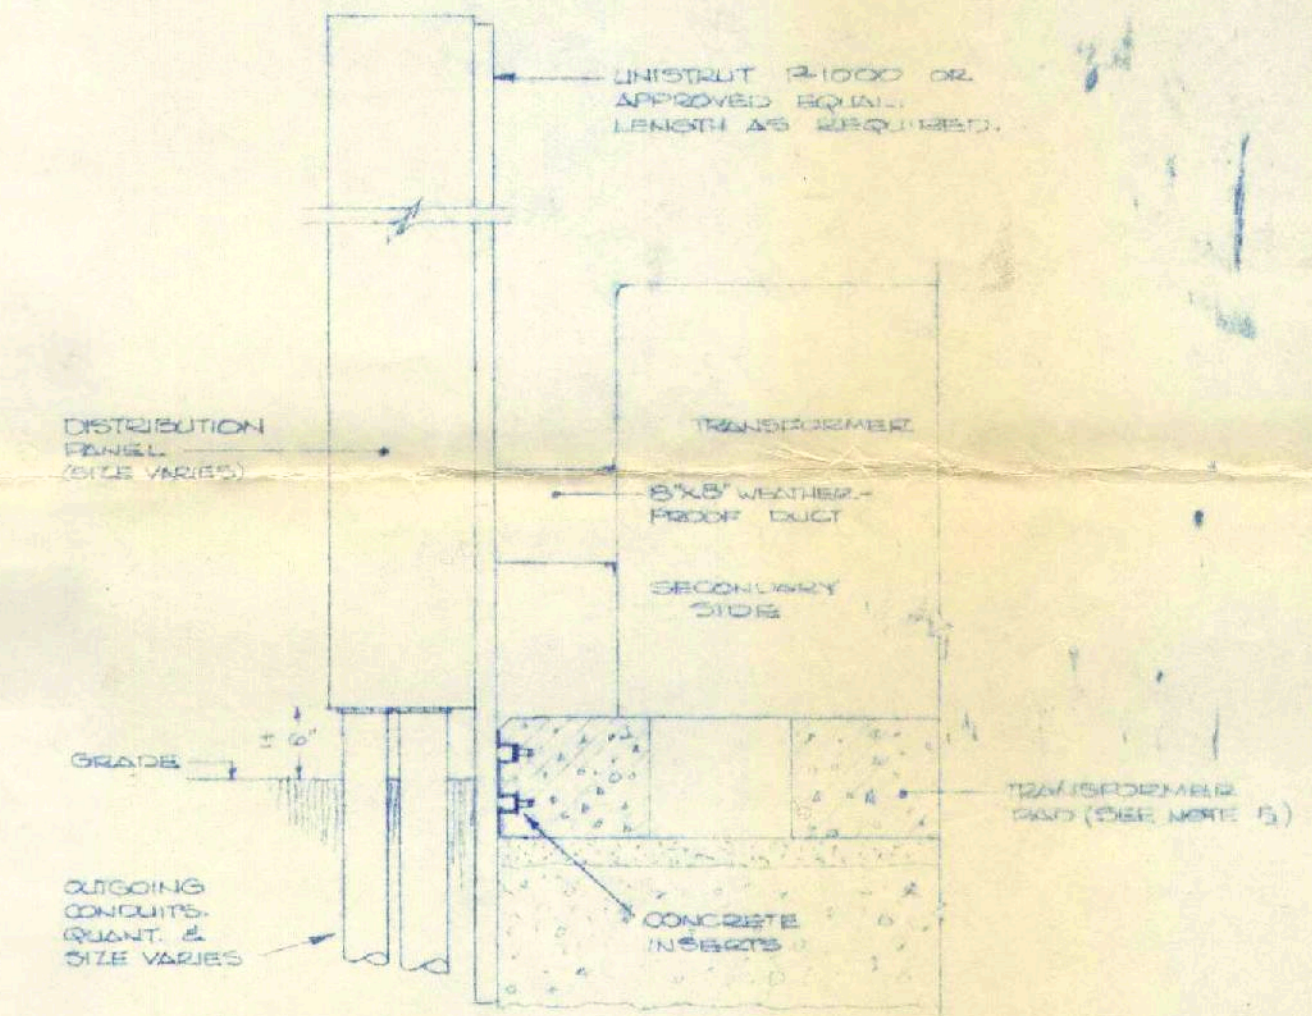 UNISTRUT P-1000 OR
APPROVED EQUAL.
LENGTH AS REQUIRED.
DISTRIBUTION
PANEL
(SIZE VARIES)
TRANSFORMER
8"X8" WEATHER-
PROOF DUCT
SECONDARY
SIDE
± 6"
GRADE
TRANSFORMER
PAD (SEE NOTE
OUTGOING
CONDUITS.
QUANT. &
SIZE VARIES
CONCRETE
INSERTS